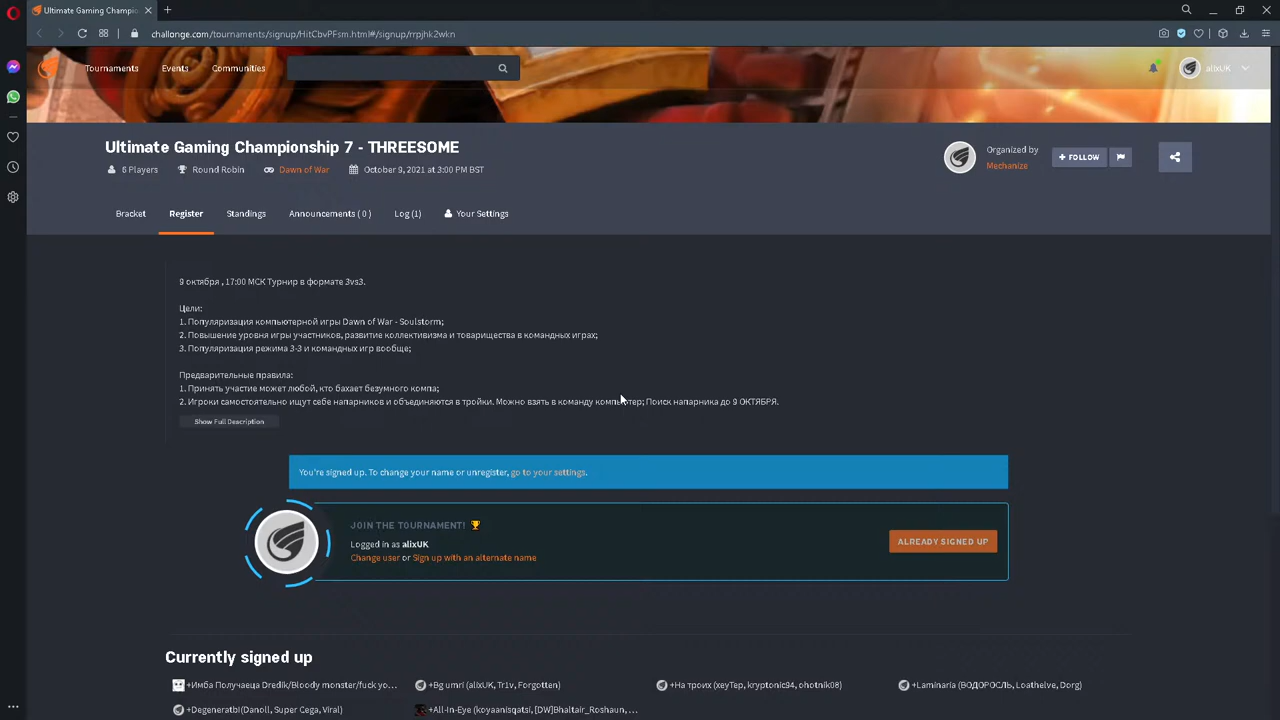 Ultimate Gaming Champio
challonge.com/tournaments/signup/HitCbvPFsm.html#/signup/rrpjhk2wkn
Tournaments Events Communities alixUK
Ultimate Gaming Championship 7 - THREESOME
6 Players Round Robin Dawn of War October 9, 2021 at 3:00 PM BST
Organized by
Mechanize
+ FOLLOW
Bracket Register Standings Announcements ( 0 ) Log (1) Your Settings
9 октября , 17:00 МСК Турнир в формате 3vs3.
Цели:
1. Популяризация компьютерной игры Dawn of War - Soulstorm;
2. Повышение уровня игры участников, развитие коллективизма и товарищества в командных играх;
3. Популяризация режима 3-3 и командных игр вообще;
Предварительные правила:
1. Принять участие может любой, кто бахает безумного компа;
2. Игроки самостоятельно ищут себе напарников и объединяются в тройки. Можно взять в команду компьютер; Поиск напарника до 9 ОКТЯБРЯ.
Show Full Description
You're signed up. To change your name or unregister, go to your settings.
JOIN THE TOURNAMENT!
Logged in as alixUK
Change user or Sign up with an alternate name
ALREADY SIGNED UP
Currently signed up
+Имба Получаеца Dredik/Bloody monster/fuck yo... +Bg umri (alixUK, Tr1v, Forgotten) +На троих (хеуТер, kryptonic94, ohotnik08) +Laminaria (ВОДОРОСЛЬ, Loathelve, Dorg)
+Degeneratbl(Danoll, Super Cega, Viral) +All-In-Eye (koyaanisqatsi, [DW]Bhaltair_Roshaun, ...